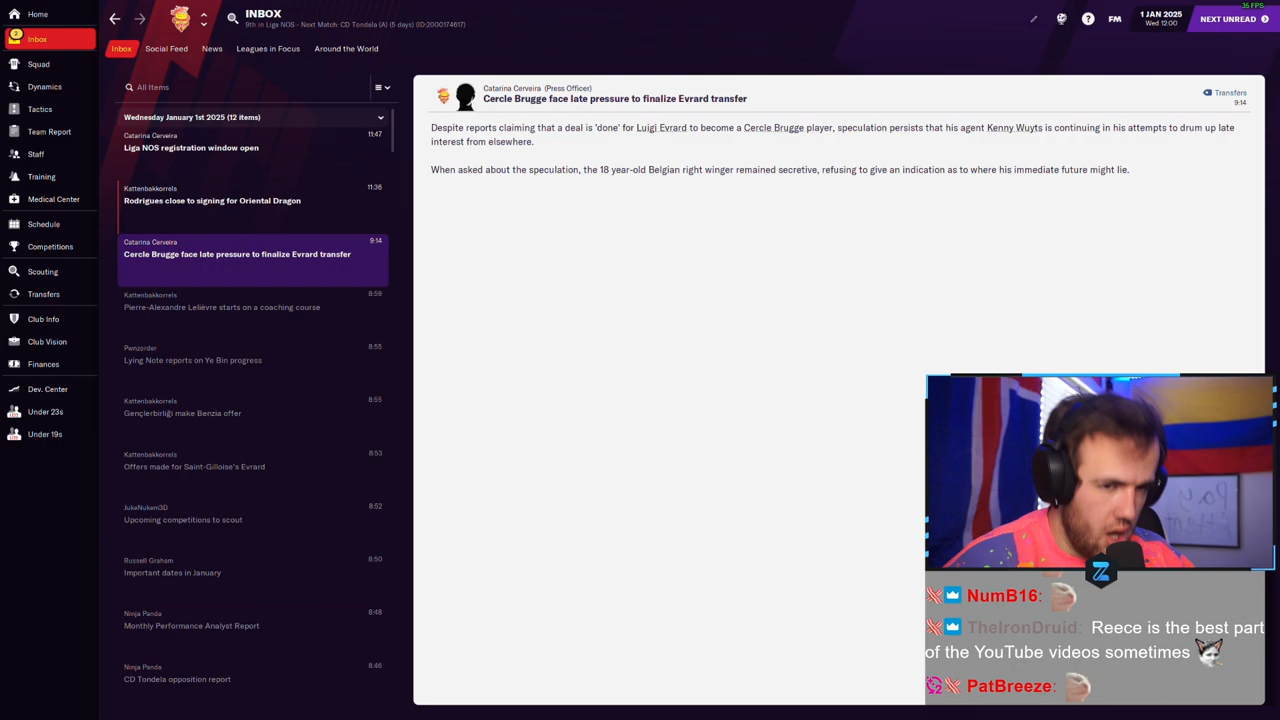 36 FPS
Home
INBOX
9th in Liga NOS - Next Match: CD Tondela (A) (5 days) (ID:2000174617)
FM
1 JAN 2025
Wed 12:00
NEXT UNREAD
2
Inbox
Squad
Dynamics
Tactics
Team Report
Staff
Training
Medical Center
Schedule
Competitions
Scouting
Transfers
Club Info
Club Vision
Finances
Dev. Center
Under 23s
Under 19s
Inbox
Social Feed
News
Leagues in Focus
Around the World
All Items
Wednesday January 1st 2025 (12 items)
Catarina Cerveira 11:47
Liga NOS registration window open
Kattenbakkorrels 11:36
Rodrigues close to signing for Oriental Dragon
Catarina Cerveira 9:14
Cercle Brugge face late pressure to finalize Evrard transfer
Kattenbakkorrels 8:59
Pierre-Alexandre Lelièvre starts on a coaching course
Pwnzorder 8:55
Lying Note reports on Ye Bin progress
Kattenbakkorrels 8:55
Gençlerbirliği make Benzia offer
Kattenbakkorrels 8:53
Offers made for Saint-Gilloise's Evrard
JukeNukem3D 8:52
Upcoming competitions to scout
Russell Graham 8:50
Important dates in January
Ninja Panda 8:48
Monthly Performance Analyst Report
Ninja Panda 8:46
CD Tondela opposition report
Catarina Cerveira (Press Officer)
Cercle Brugge face late pressure to finalize Evrard transfer
Transfers
9:14
Despite reports claiming that a deal is 'done' for Luigi Evrard to become a Cercle Brugge player, speculation persists that his agent Kenny Wuyts is continuing in his attempts to drum up late
interest from elsewhere.
When asked about the speculation, the 18 year-old Belgian right winger remained secretive, refusing to give an indication as to where his immediate future might lie.
NumB16:
TheIronDruid: Reece is the best part
of the YouTube videos sometimes
PatBreeze: